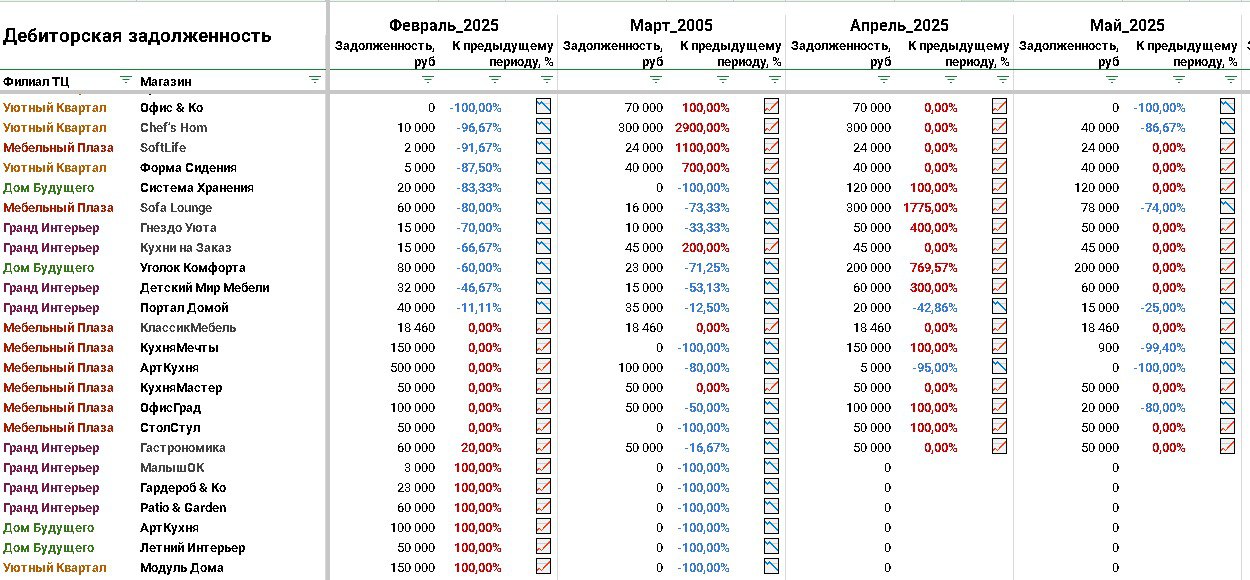 Дебиторская задолженность
Февраль_2025 Март_2005 Апрель_2025 Май_2025
Задолженность, руб К предыдущему периоду, % Задолженность, руб К предыдущему периоду, % Задолженность, руб К предыдущему периоду, % Задолженность, руб К предыдущему периоду, %
Филиал ТЦ Магазин
Уютный Квартал Офис & Ко 0 -100,00% 70 000 100,00% 70 000 0,00% 0 -100,00%
Уютный Квартал Chef's Hom 10 000 -96,67% 300 000 2900,00% 300 000 0,00% 40 000 -86,67%
Мебельный Плаза SoftLife 2 000 -91,67% 24 000 1100,00% 24 000 0,00% 24 000 0,00%
Уютный Квартал Форма Сидения 5 000 -87,50% 40 000 700,00% 40 000 0,00% 40 000 0,00%
Дом Будущего Система Хранения 20 000 -83,33% 0 -100,00% 120 000 100,00% 120 000 0,00%
Мебельный Плаза Sofa Lounge 60 000 -80,00% 16 000 -73,33% 300 000 1775,00% 78 000 -74,00%
Гранд Интерьер Гнездо Уюта 15 000 -70,00% 10 000 -33,33% 50 000 400,00% 50 000 0,00%
Гранд Интерьер Кухни на Заказ 15 000 -66,67% 45 000 200,00% 45 000 0,00% 45 000 0,00%
Дом Будущего Уголок Комфорта 80 000 -60,00% 23 000 -71,25% 200 000 769,57% 200 000 0,00%
Гранд Интерьер Детский Мир Мебели 32 000 -46,67% 15 000 -53,13% 60 000 300,00% 60 000 0,00%
Гранд Интерьер Портал Домой 40 000 -11,11% 35 000 -12,50% 20 000 -42,86% 15 000 -25,00%
Мебельный Плаза КлассикМебель 18 460 0,00% 18 460 0,00% 18 460 0,00% 18 460 0,00%
Мебельный Плаза КухняМечты 150 000 0,00% 0 -100,00% 150 000 100,00% 900 -99,40%
Мебельный Плаза АртКухня 500 000 0,00% 100 000 -80,00% 5 000 -95,00% 0 -100,00%
Мебельный Плаза КухняМастер 50 000 0,00% 50 000 0,00% 50 000 0,00% 50 000 0,00%
Мебельный Плаза ОфисГрад 100 000 0,00% 50 000 -50,00% 100 000 100,00% 20 000 -80,00%
Мебельный Плаза СтолСтул 50 000 0,00% 0 -100,00% 50 000 100,00% 50 000 0,00%
Гранд Интерьер Гастрономика 60 000 20,00% 50 000 -16,67% 50 000 0,00% 50 000 0,00%
Гранд Интерьер МалышОК 3 000 100,00% 0 -100,00% 0 0
Гранд Интерьер Гардероб & Ко 23 000 100,00% 0 -100,00% 0 0
Гранд Интерьер Patio & Garden 60 000 100,00% 0 -100,00% 0 0
Дом Будущего АртКухня 100 000 100,00% 0 -100,00% 0 0
Дом Будущего Летний Интерьер 50 000 100,00% 0 -100,00% 0 0
Уютный Квартал Модуль Дома 150 000 100,00% 0 -100,00% 0 0